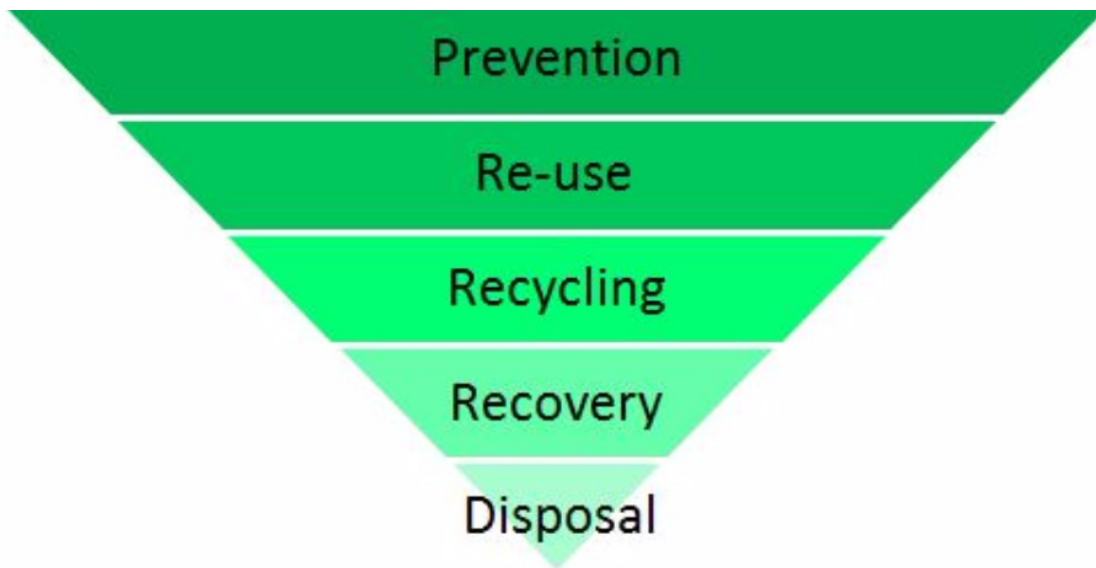 Prevention
Re-use
Recycling
Recovery
Disposal